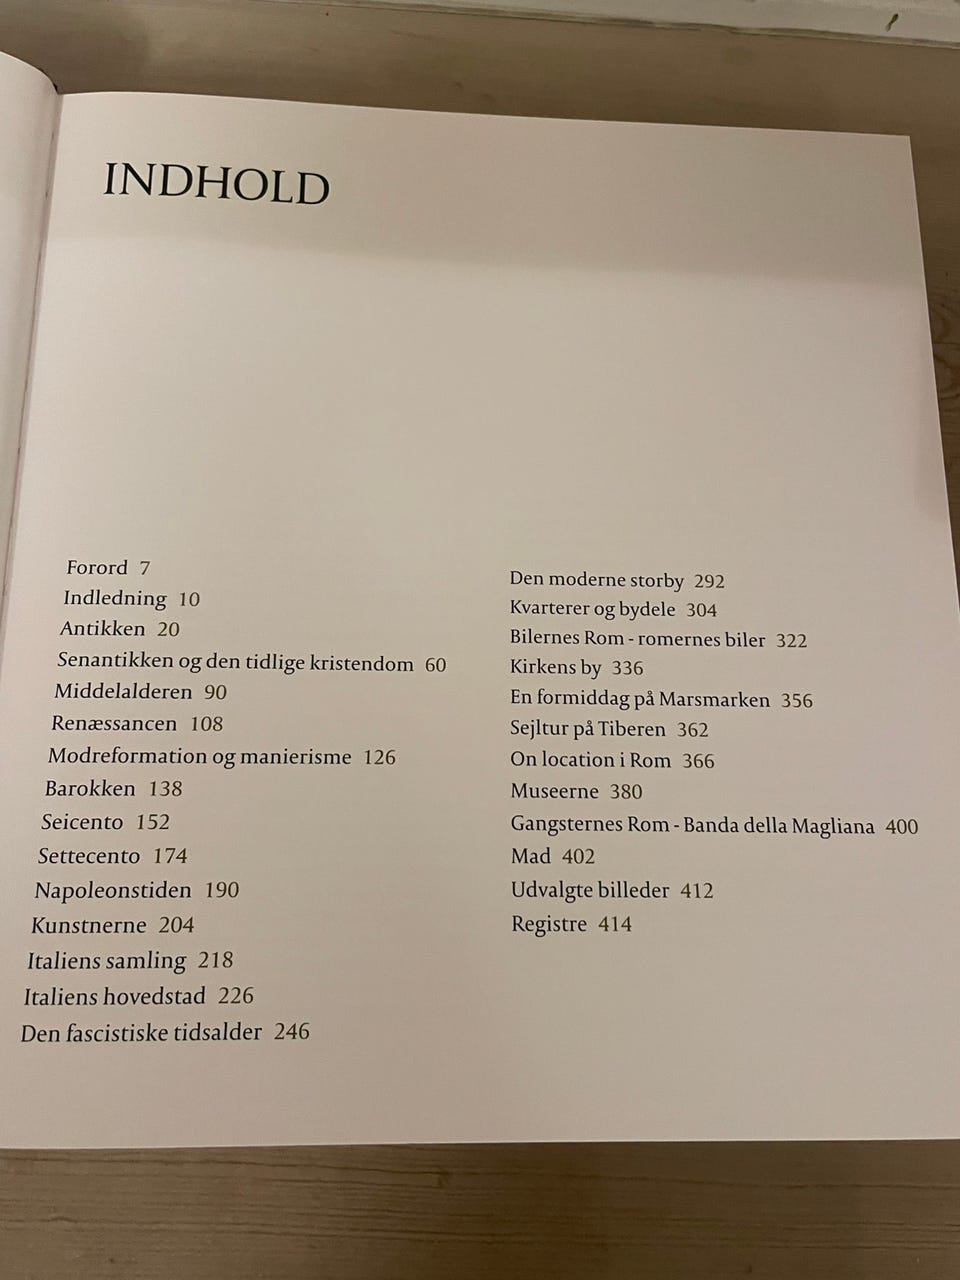 INDHOLD
Forord 7
Indledning 10
Antikken 20
Senantikken og den tidlige kristendom 60
Middelalderen 90
Renæssancen 108
Modreformation og manierisme 126
Barokken 138
Seicento 152
Settecento 174
Napoleonstiden 190
Kunstnerne 204
Italiens samling 218
Italiens hovedstad 226
Den fascistiske tidsalder 246
Den moderne storby 292
Kvarterer og bydele 304
Bilernes Rom - romernes biler 322
Kirkens by 336
En formiddag på Marsmarken 356
Sejltur på Tiberen 362
On location i Rom 366
Museerne 380
Gangsternes Rom - Banda della Magliana 400
Mad 402
Udvalgte billeder 412
Registre 414